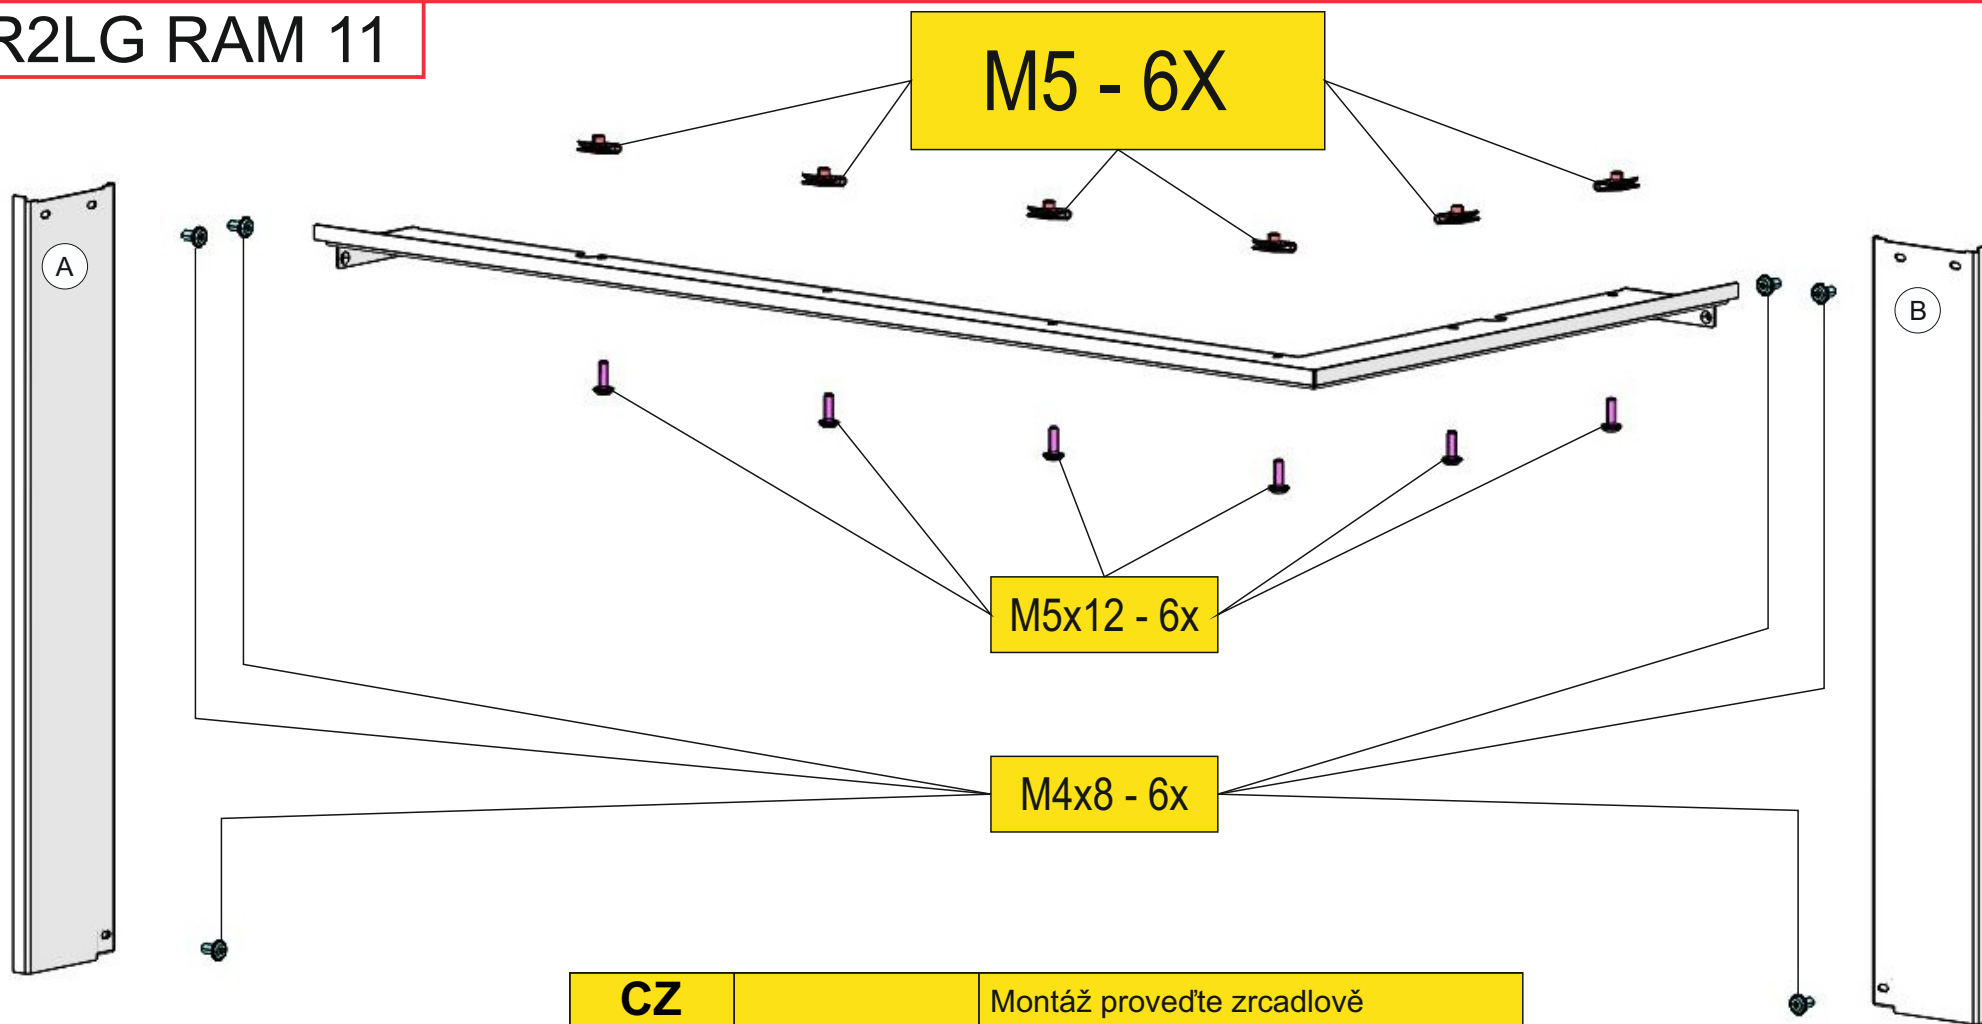 R2LG RAM 11
M5 - 6X
A
B
M5x12 - 6x
M4x8 - 6x
CZ
Montáž proveďte zrcadlově